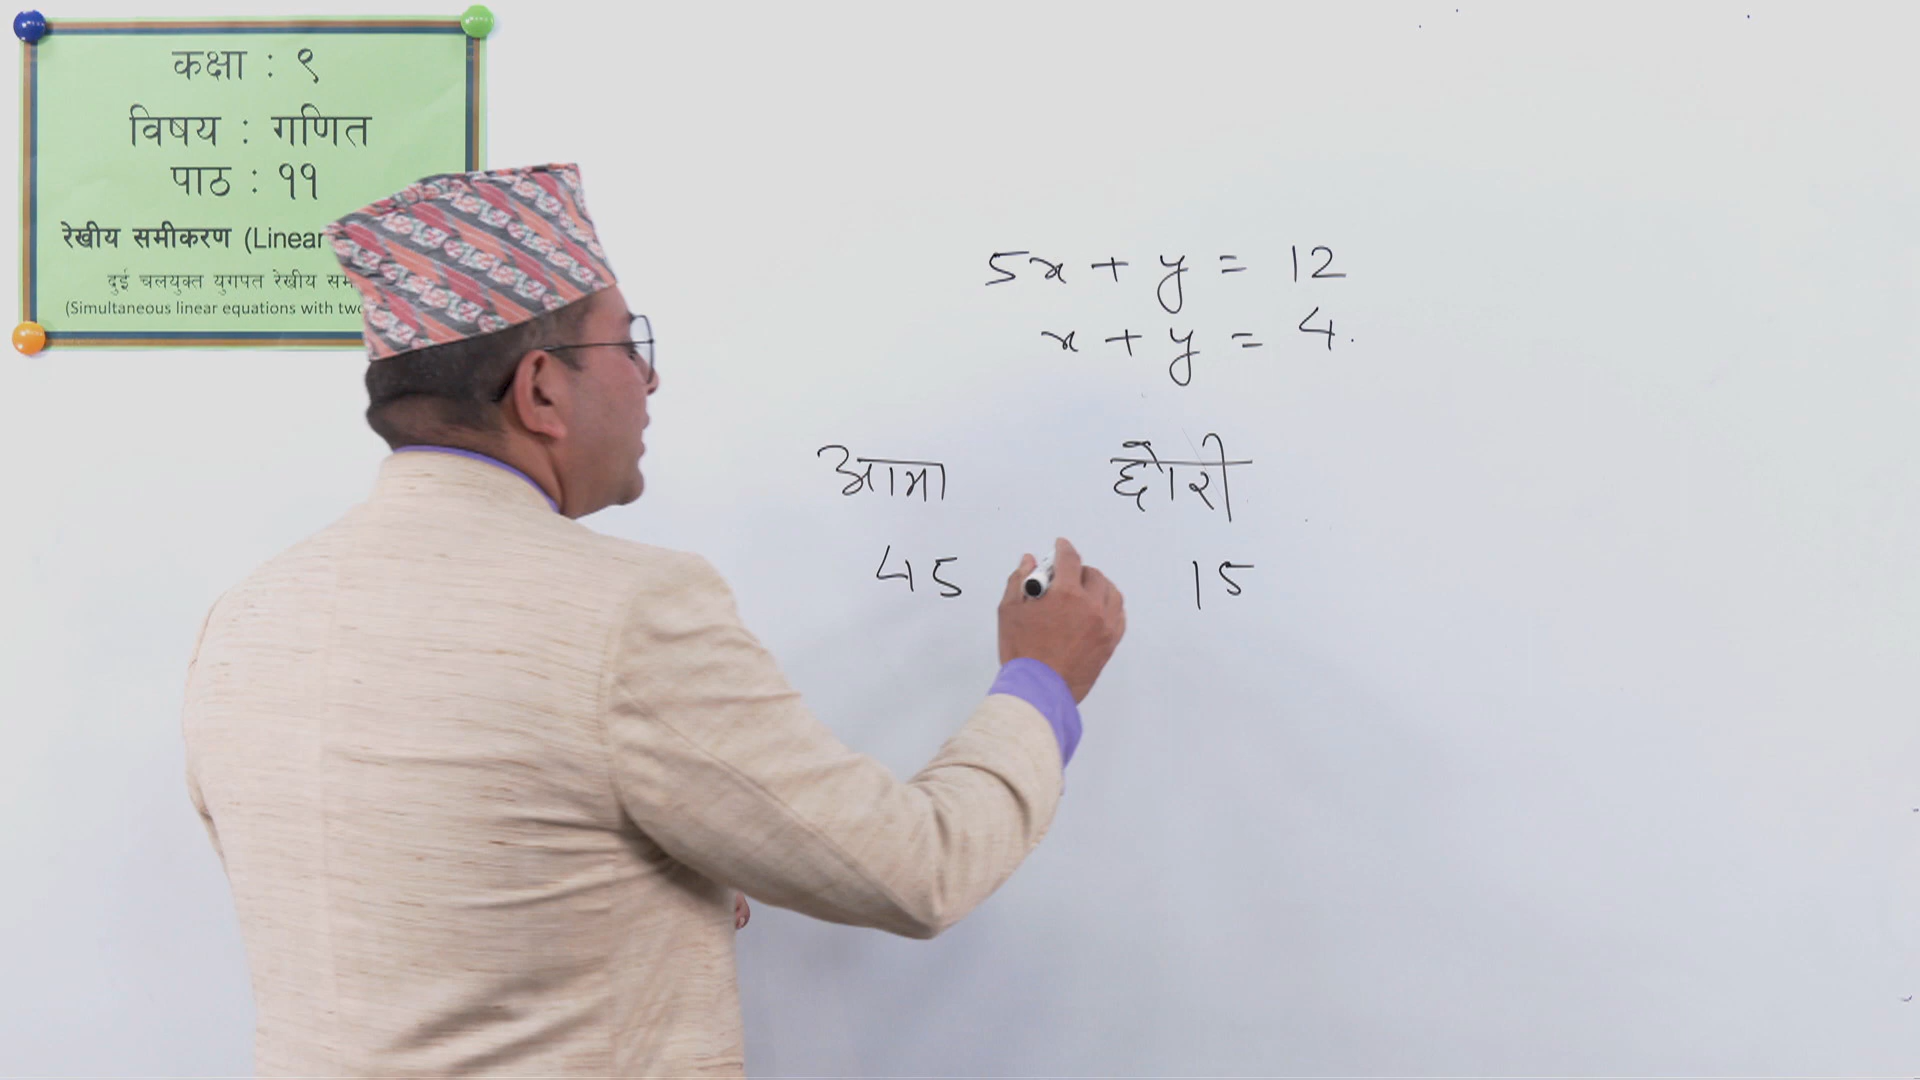 कक्षा : ९
विषय : गणित
पाठ : ११
रेखीय समीकरण (Linear
दुई चलयुक्त युगपत रेखीय
(Simultaneous linear equations with two
5x + y = 12
x + y = 4.
आमा छोरी
45 15